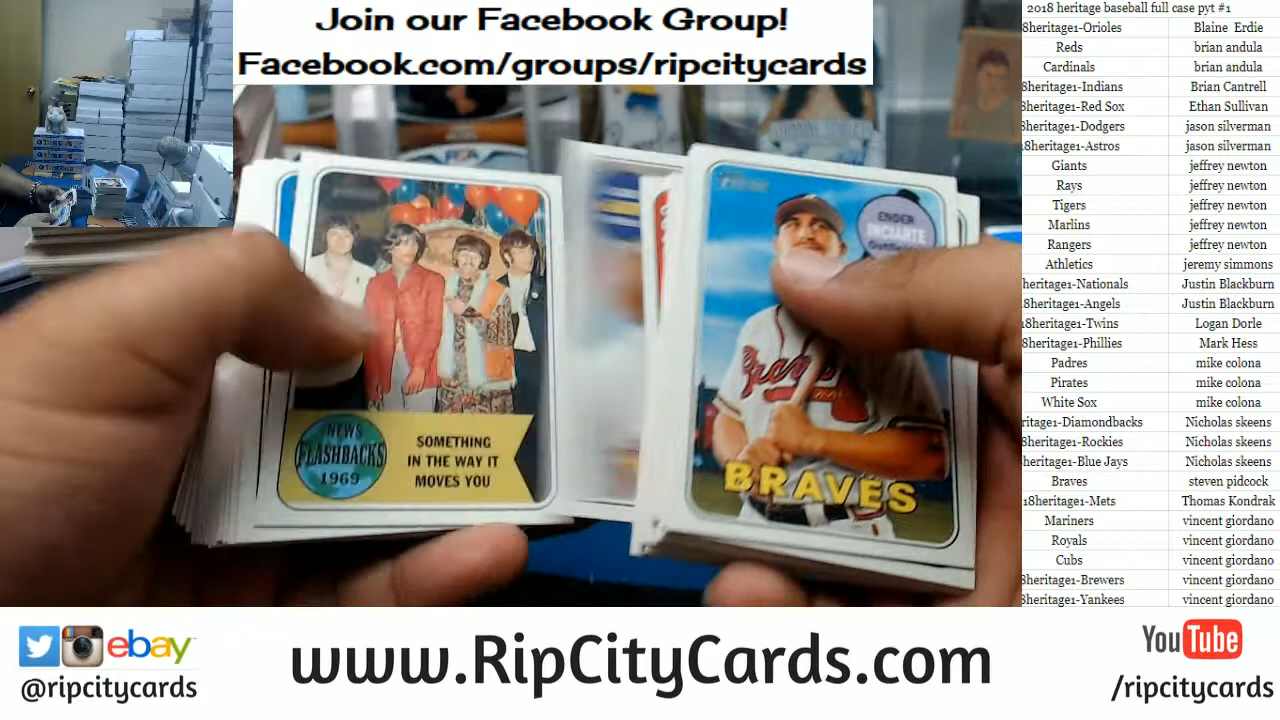 Join our Facebook Group!
Facebook.com/groups/ripcitycards
2018 heritage baseball full case pyt #1
8heritage1-Orioles Blaine Erdie
Reds brian andula
Cardinals brian andula
8heritage1-Indians Brian Cantrell
8heritage1-Red Sox Ethan Sullivan
8heritage1-Dodgers jason silverman
8heritage1-Astros jason silverman
Giants jeffrey newton
Rays jeffrey newton
Tigers jeffrey newton
Marlins jeffrey newton
Rangers jeffrey newton
Athletics jeremy simmons
heritage1-Nationals Justin Blackburn
8heritage1-Angels Justin Blackburn
8heritage1-Twins Logan Dorle
8heritage1-Phillies Mark Hess
Padres mike colona
Pirates mike colona
White Sox mike colona
ritage1-Diamondbacks Nicholas skeens
8heritage1-Rockies Nicholas skeens
8heritage1-Blue Jays Nicholas skeens
Braves steven pidcock
18heritage1-Mets Thomas Kondrak
Mariners vincent giordano
Royals vincent giordano
Cubs vincent giordano
8heritage1-Brewers vincent giordano
8heritage1-Yankees vincent giordano
NEWS
FLASHBACKS
1969
SOMETHING
IN THE WAY IT
MOVES YOU
ENDER
INCIARTE
Braves
BRAVES
ebay
@ripcitycards
www.RipCityCards.com
YouTube
/ripcitycards